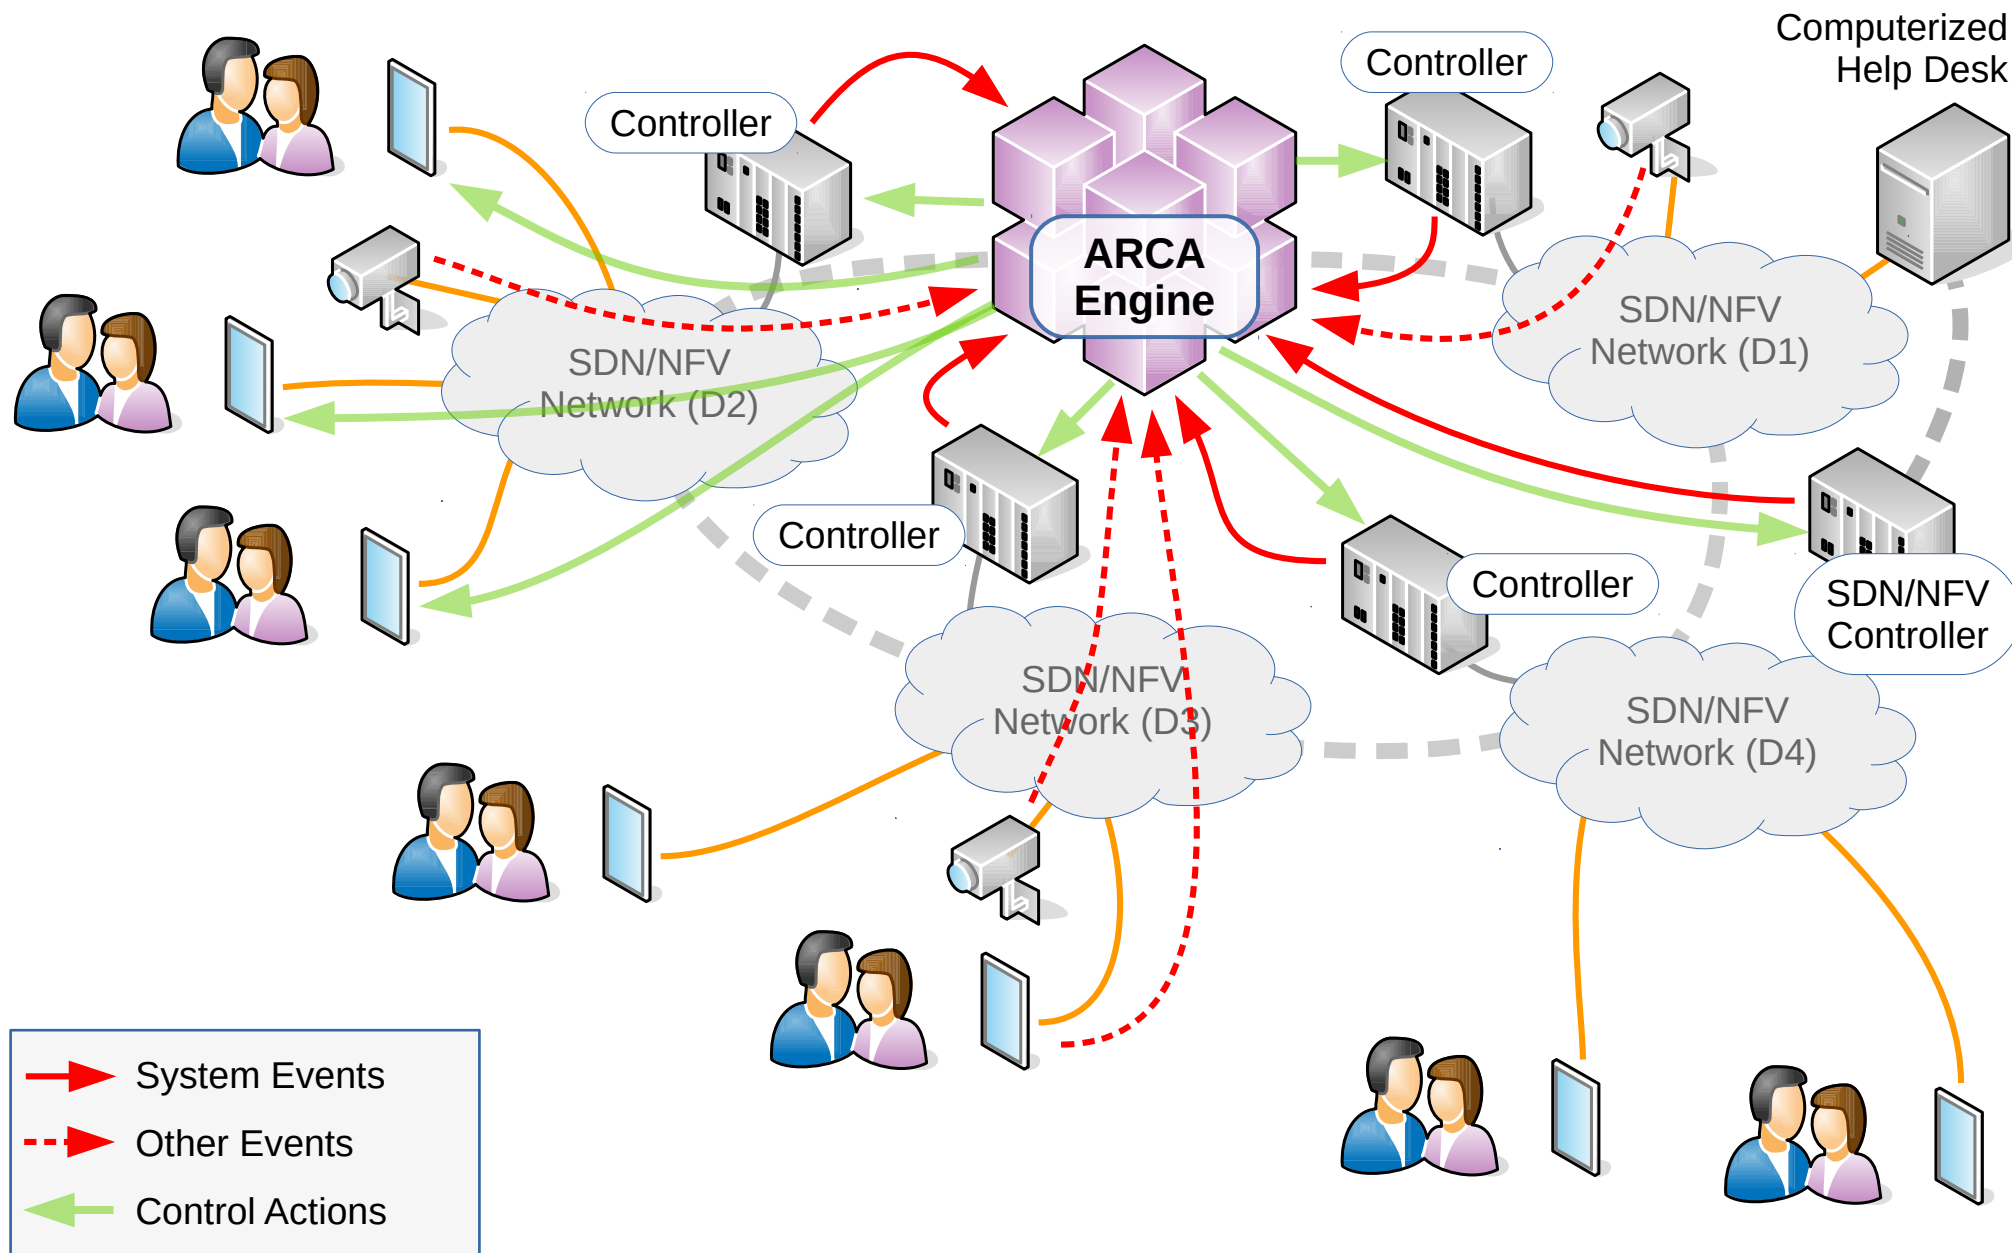 Computerized
Help Desk
Controller
Controller
ARCA
Engine
SDN/NFV
Network (D1)
SDN/NFV
Network (D2)
Controller
Controller
SDN/NFV
Controller
SDN/NFV
Network (D3)
SDN/NFV
Network (D4)
System Events
Other Events
Control Actions